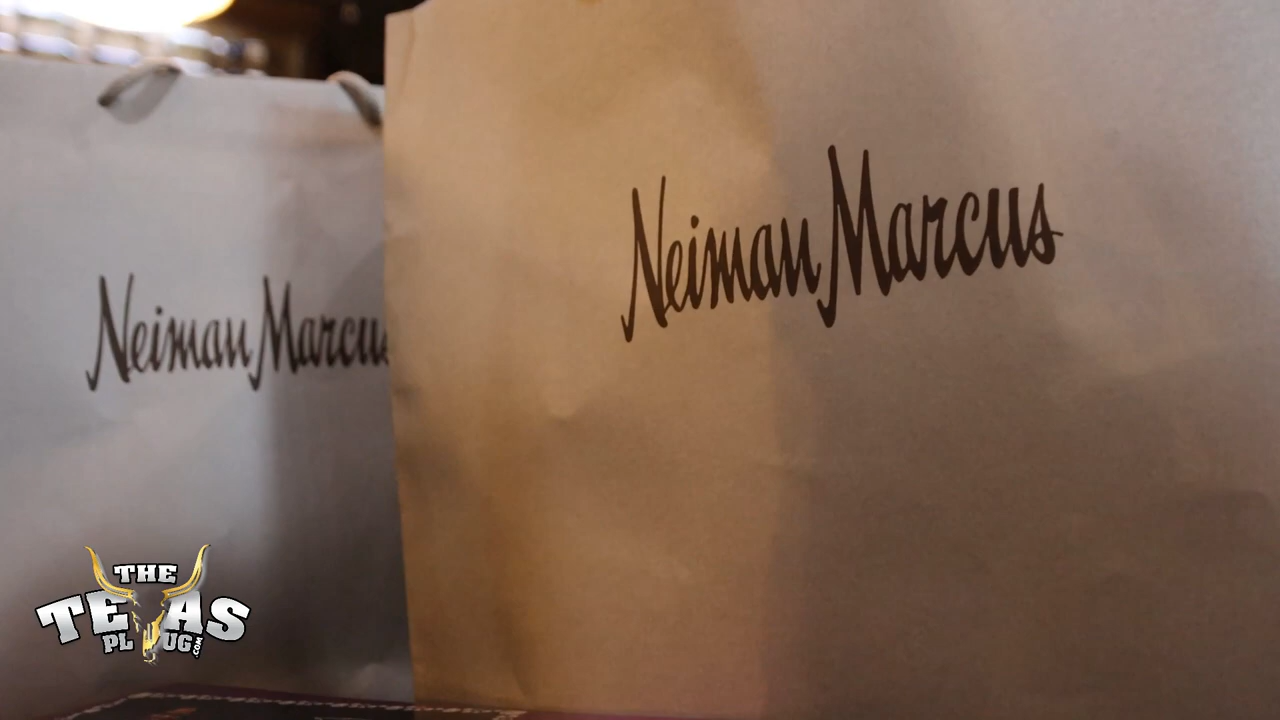 Neiman Marcus
Neiman Marcus
THE
TEXAS
PLUG.COM